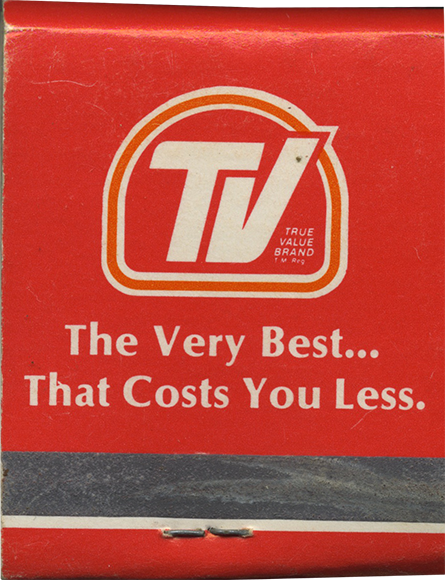 TV
TRUE
VALUE
BRAND
T.M. Reg.
The Very Best...
That Costs You Less.